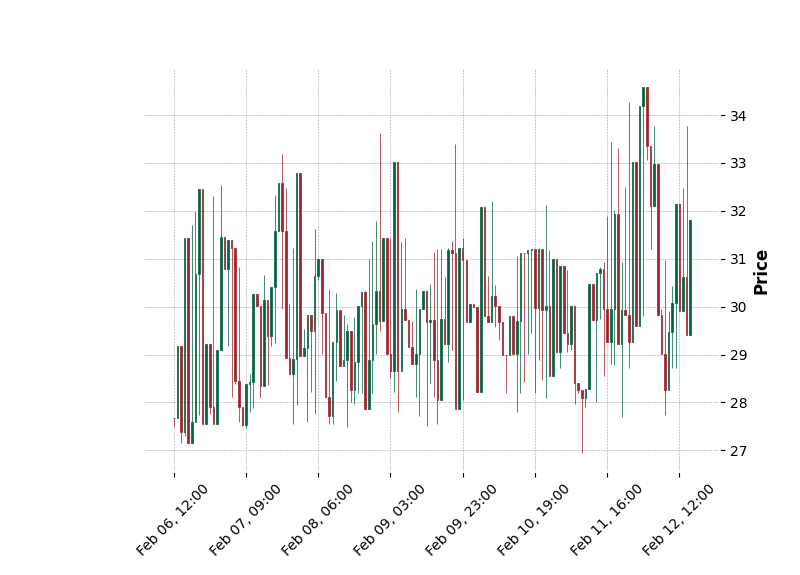 34
33
32
31
30
29
28
27
Price
Feb 06, 12:00
Feb 07, 09:00
Feb 08, 06:00
Feb 09, 03:00
Feb 09, 23:00
Feb 10, 19:00
Feb 11, 16:00
Feb 12, 12:00